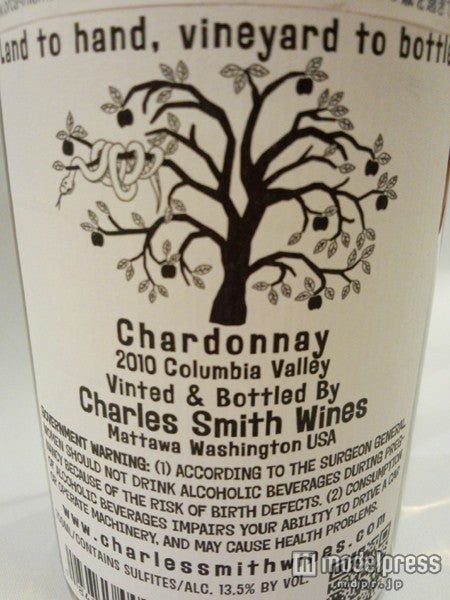 Land to hand, vineyard to bottle
Chardonnay
2010 Columbia Valley
Vinted & Bottled By
Charles Smith Wines
Mattawa Washington USA
GOVERNMENT WARNING: (1) ACCORDING TO THE SURGEON GENERAL,
WOMEN SHOULD NOT DRINK ALCOHOLIC BEVERAGES DURING PREG-
NANCY BECAUSE OF THE RISK OF BIRTH DEFECTS. (2) CONSUMPTION
OF ALCOHOLIC BEVERAGES IMPAIRS YOUR ABILITY TO DRIVE A CAR
OR OPERATE MACHINERY, AND MAY CAUSE HEALTH PROBLEMS.
www.charlessmithwines.com
CONTAINS SULFITES/ALC. 13.5% BY VOL.
modelpress
mdpr.jp